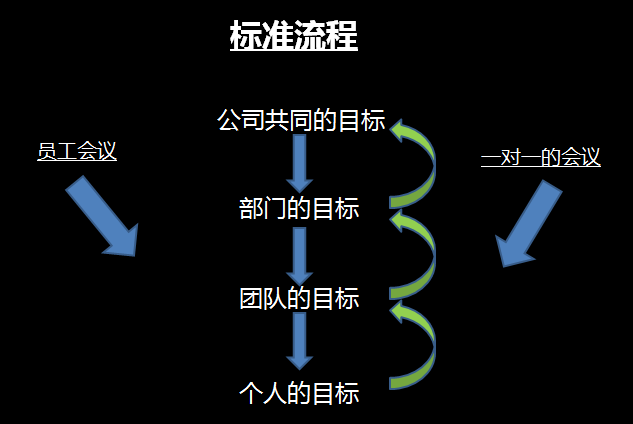 标准流程
公司共同的目标
员工会议
一对一的会议
部门的目标
团队的目标
个人的目标